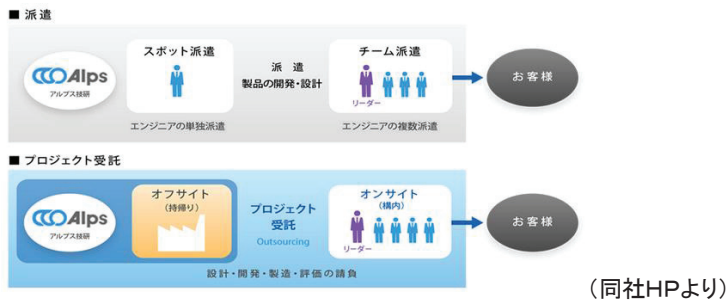 ■ 派遣
スポット派遣
チーム派遣
派 遣
製品の開発・設計
Alps
アルプス技研
リーダー
お客様
エンジニアの単独派遣
エンジニアの複数派遣
■ プロジェクト受託
オフサイト
(持帰り)
オンサイト
(構内)
プロジェクト
受託
Outsourcing
Alps
アルプス技研
リーダー
お客様
設計・開発・製造・評価の請負
（同社HPより）